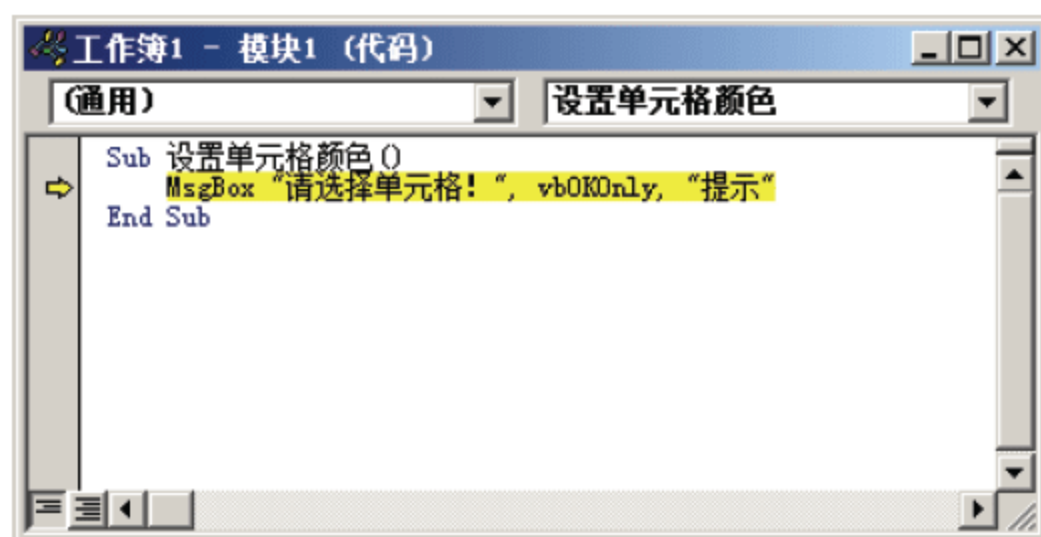 工作簿1 - 模块1 (代码)
(通用) 设置单元格颜色
Sub 设置单元格颜色()
MsgBox "请选择单元格! ", vbOKOnly, "提示"
End Sub